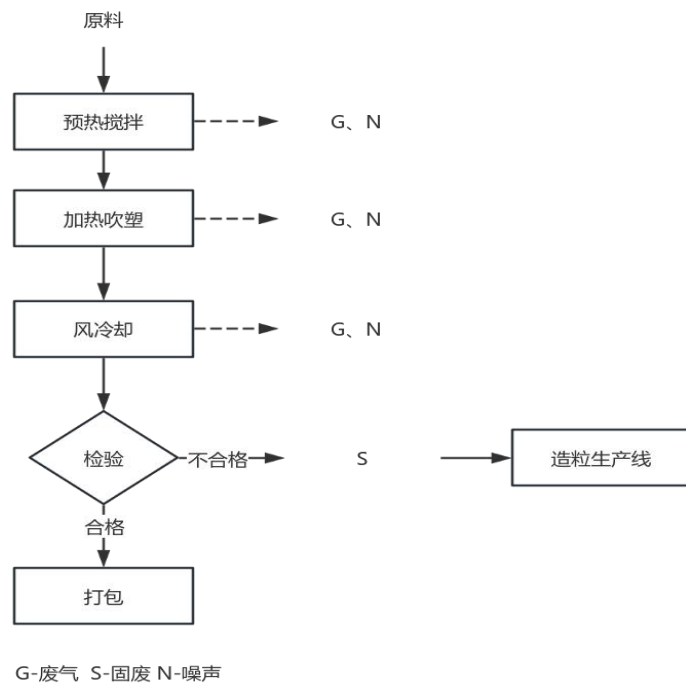 原料
预热搅拌
G、N
加热吹塑
G、N
风冷却
G、N
检验
不合格
S
造粒生产线
合格
打包
G-废气 S-固废 N-噪声